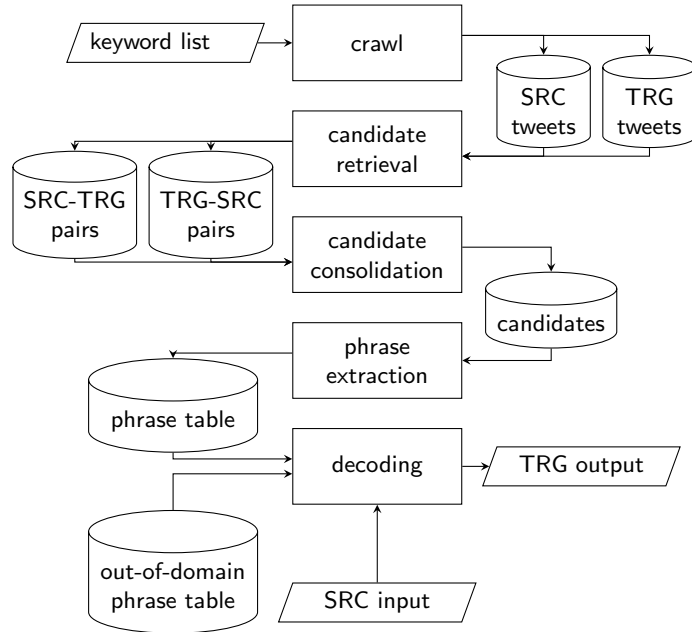 keyword list
crawl
SRC
tweets
TRG
tweets
candidate
retrieval
SRC-TRG
pairs
TRG-SRC
pairs
candidate
consolidation
candidates
phrase
extraction
phrase table
decoding
TRG output
out-of-domain
phrase table
SRC input